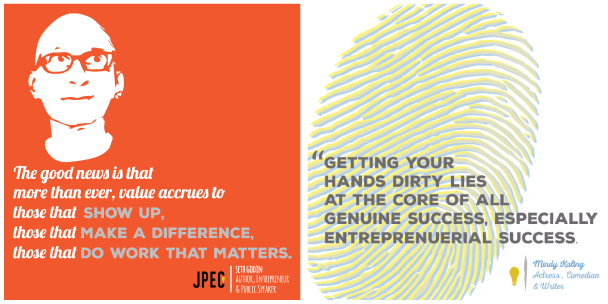 The good news is that
more than ever, value accrues to
those that SHOW UP,
those that MAKE A DIFFERENCE,
those that DO WORK THAT MATTERS.
JPEC
SETH GODIN
AUTHOR, ENTREPRENEUR
& PUBLIC SPEAKER
“GETTING YOUR
HANDS DIRTY LIES
AT THE CORE OF ALL
GENUINE SUCCESS, ESPECIALLY
ENTREPRENUERIAL SUCCESS.
Mindy Kaling
Actress, Comedian
& Writer